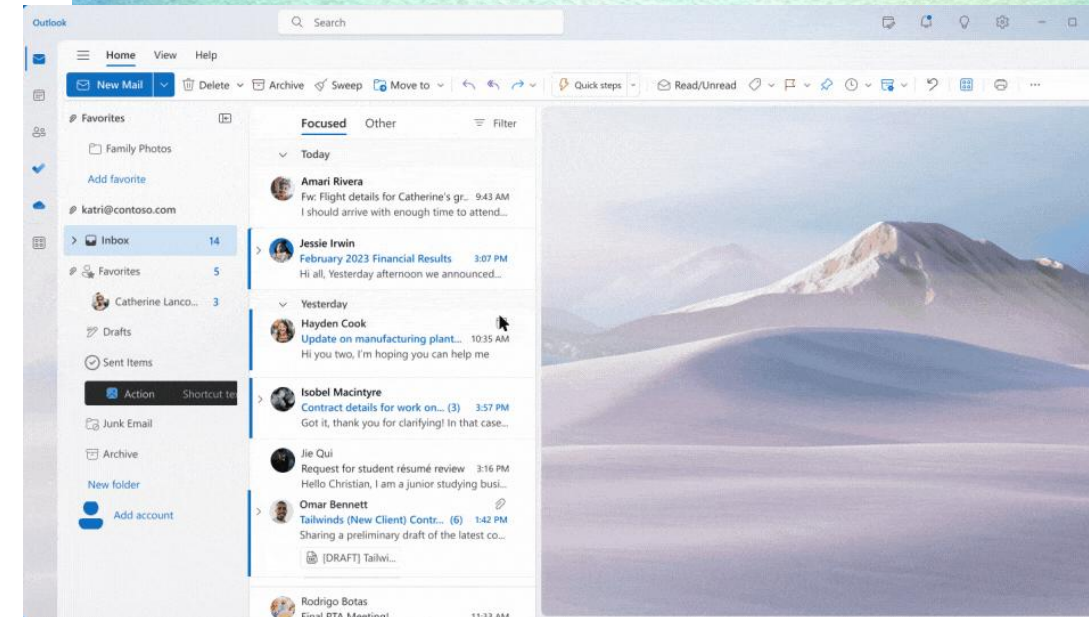 Outlook
Search
Home View Help
New Mail Delete Archive Sweep Move to Quick steps Read/Unread
Favorites
Family Photos
Add favorite
katri@contoso.com
Inbox 14
Favorites 5
Catherine Lanco... 3
Drafts
Sent Items
Action Shortcut te
Junk Email
Archive
New folder
Add account
Focused Other Filter
Today
Amari Rivera
Fw: Flight details for Catherine's gr... 9:43 AM
I should arrive with enough time to attend...
Jessie Irwin
February 2023 Financial Results 3:07 PM
Hi all, Yesterday afternoon we announced...
Yesterday
Hayden Cook
Update on manufacturing plant... 10:35 AM
Hi you two, I'm hoping you can help me
Isobel Macintyre
Contract details for work on... (3) 3:57 PM
Got it, thank you for clarifying! In that case...
Jie Qui
Request for student résumé review 3:16 PM
Hello Christian, I am a junior studying busi...
Omar Bennett
Tailwinds (New Client) Contr... (6) 1:42 PM
Sharing a preliminary draft of the latest co...
[DRAFT] Tailwi...
Rodrigo Botas
Final PTA Meeting! 11:33 AM